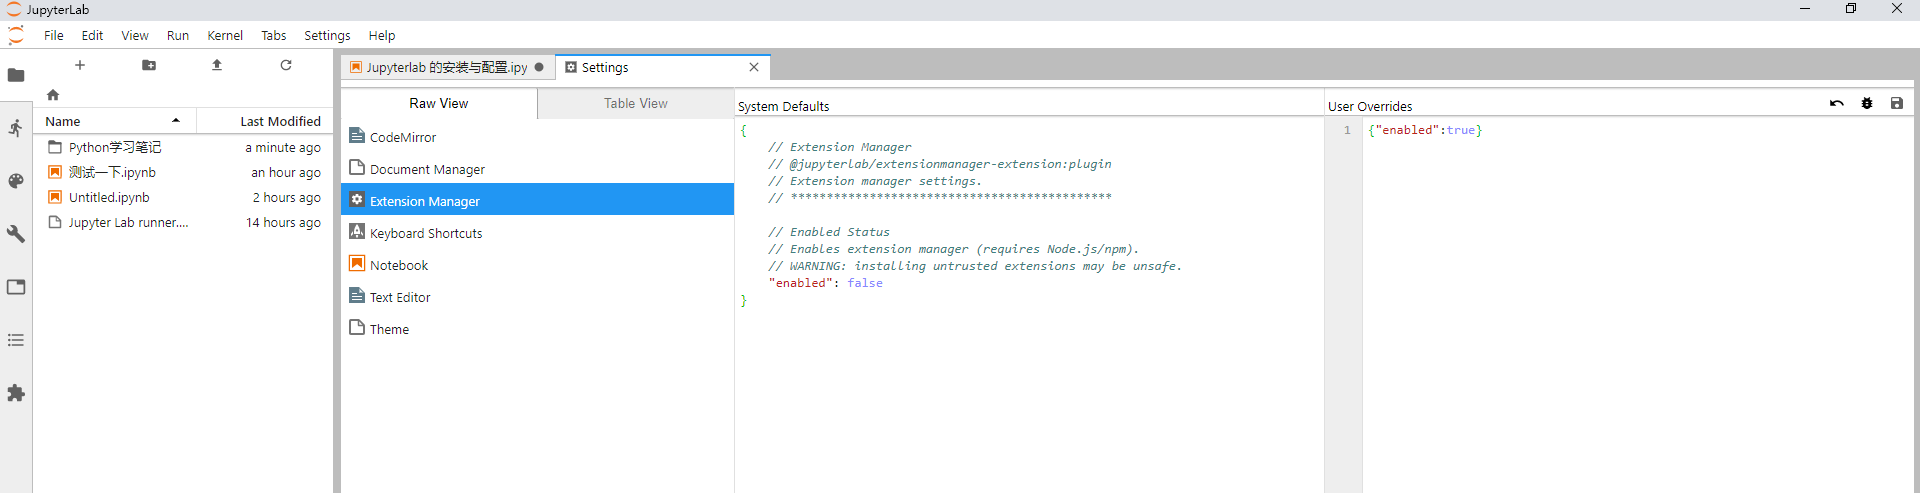 JupyterLab
File Edit View Run Kernel Tabs Settings Help
Jupyterlab 的安装与配置.ipy
Settings
Name Last Modified
Python学习笔记 a minute ago
测试一下.ipynb an hour ago
Untitled.ipynb 2 hours ago
Jupyter Lab runner.... 14 hours ago
Raw View Table View
CodeMirror
Document Manager
Extension Manager
Keyboard Shortcuts
Notebook
Text Editor
Theme
System Defaults
{
// Extension Manager
// @jupyterlab/extensionmanager-extension:plugin
// Extension manager settings.
// ********************************************
// Enabled Status
// Enables extension manager (requires Node.js/npm).
// WARNING: installing untrusted extensions may be unsafe.
"enabled": false
}
User Overrides
1 {"enabled":true}